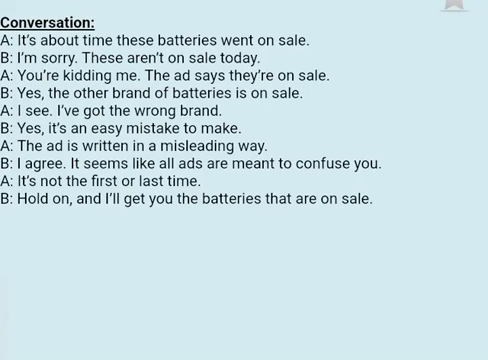 Conversation:
A: It's about time these batteries went on sale.
B: I'm sorry. These aren't on sale today.
A: You're kidding me. The ad says they're on sale.
B: Yes, the other brand of batteries is on sale.
A: I see. I've got the wrong brand.
B: Yes, it's an easy mistake to make.
A: The ad is written in a misleading way.
B: I agree. It seems like all ads are meant to confuse you.
A: It's not the first or last time.
B: Hold on, and I'll get you the batteries that are on sale.